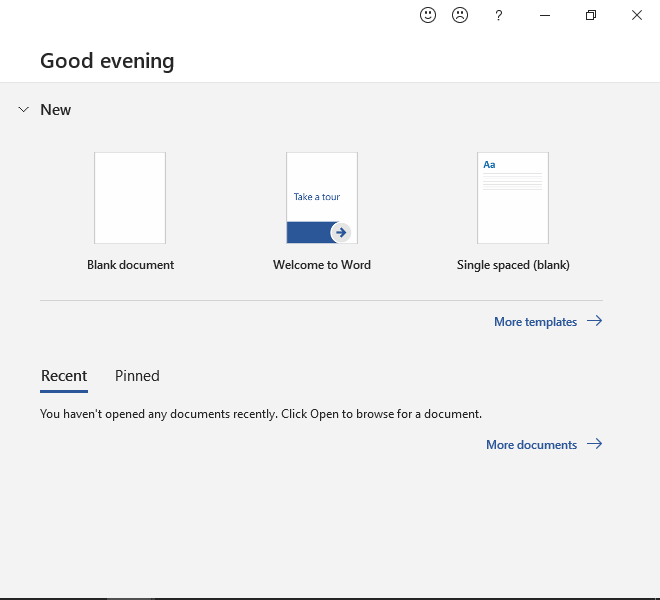 ?
Good evening
New
Take a tour
Aa
Blank document
Welcome to Word
Single spaced (blank)
More templates
Recent
Pinned
You haven't opened any documents recently. Click Open to browse for a document.
More documents